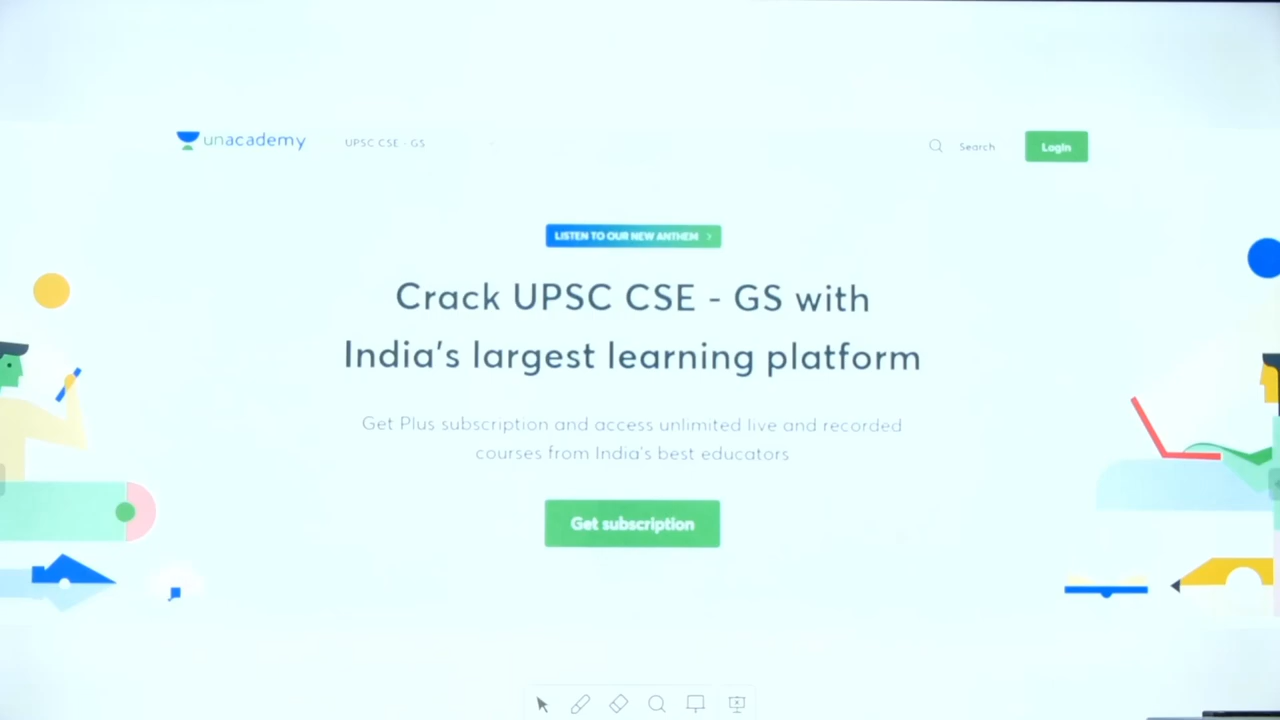 unacademy
UPSC CSE - GS
Search
Login
LISTEN TO OUR NEW ANTHEM >
Crack UPSC CSE - GS with
India's largest learning platform
Get Plus subscription and access unlimited live and recorded
courses from India's best educators
Get subscription